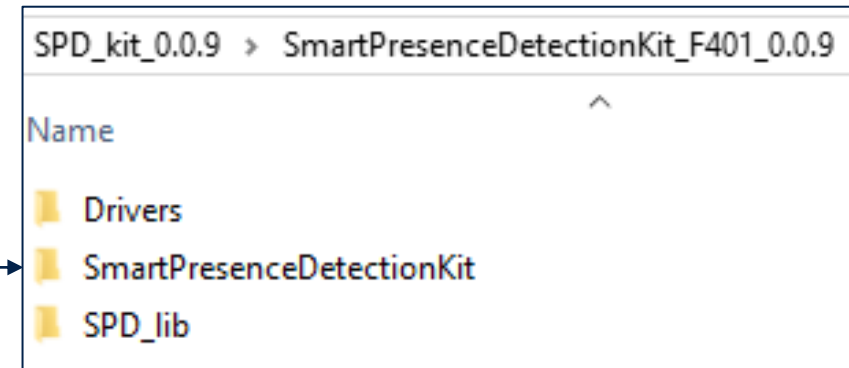 SPD_kit_0.0.9 > SmartPresenceDetectionKit_F401_0.0.9
Name
Drivers
SmartPresenceDetectionKit
SPD_lib